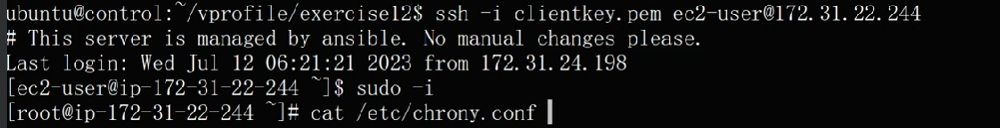 ubuntu@control:~/vprofile/exercise12$ ssh -i clientkey.pem ec2-user@172.31.22.244
# This server is managed by ansible. No manual changes please.
Last login: Wed Jul 12 06:21:21 2023 from 172.31.24.198
[ec2-user@ip-172-31-22-244 ~]$ sudo -i
[root@ip-172-31-22-244 ~]# cat /etc/chrony.conf